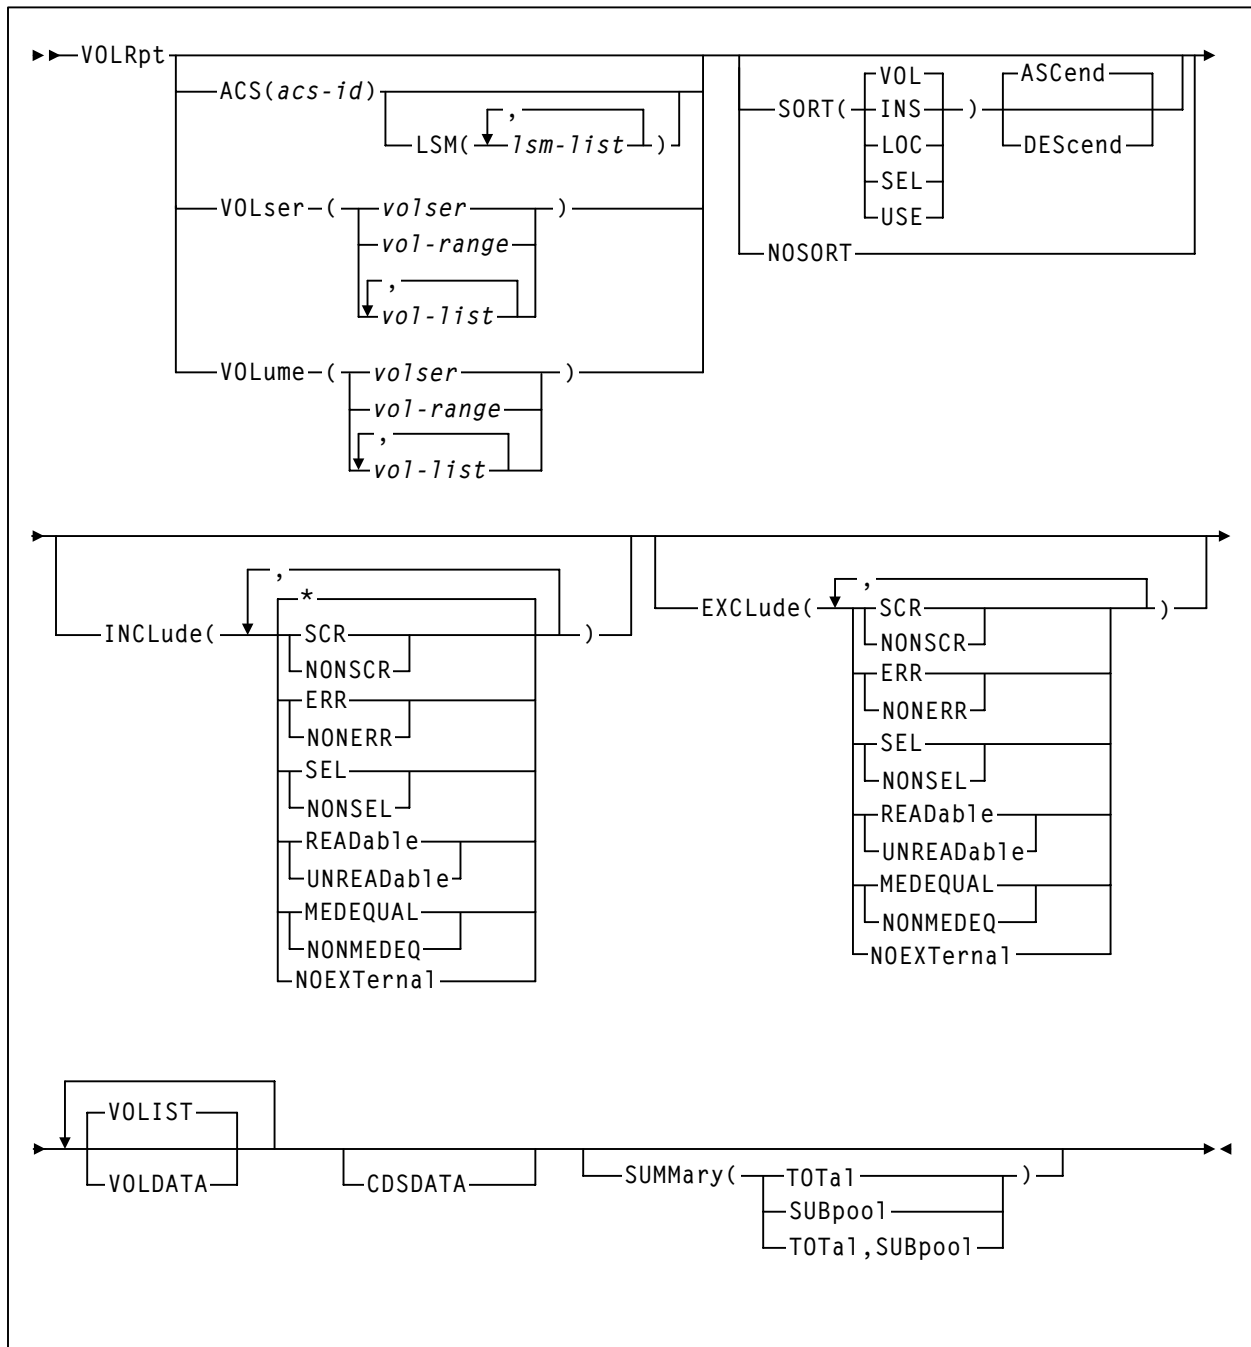 VOLRpt
ACS(acs-id)
,
LSM( lsm-list )
VOLser ( volser )
vol-range
,
vol-list
VOLume ( volser )
vol-range
,
vol-list
VOL
SORT( INS )
LOC
SEL
USE
ASCend
DEScend
NOSORT
,
*
INCLude( SCR )
NONSCR
ERR
NONERR
SEL
NONSEL
READable
UNREADable
MEDEQUAL
NONMEDEQ
NOEXTernal
,
EXCLude( SCR )
NONSCR
ERR
NONERR
SEL
NONSEL
READable
UNREADable
MEDEQUAL
NONMEDEQ
NOEXTernal
VOLIST
VOLDATA
CDSDATA
SUMMary( TOTal )
SUBpool
TOTal,SUBpool